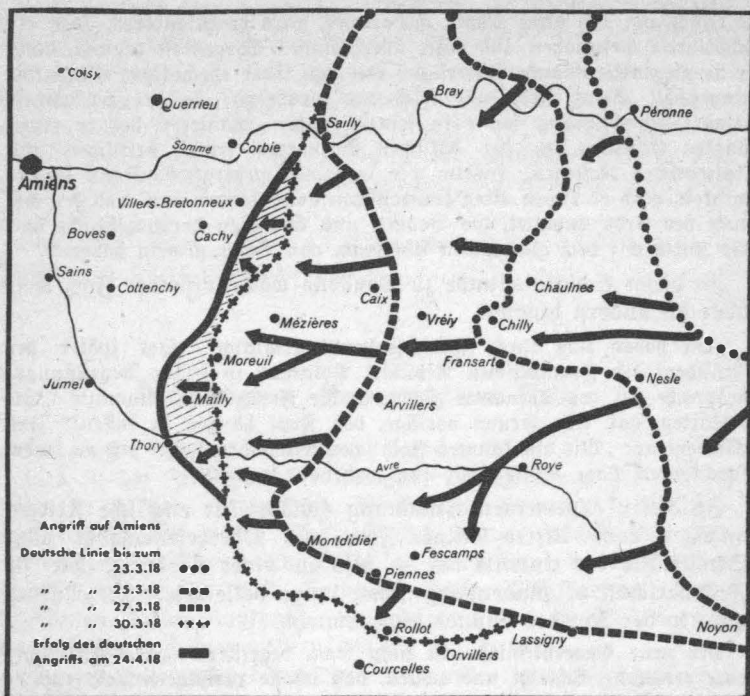 Coisy
Querrieu
Bray
Péronne
Sailly
Somme
Corbie
Amiens
Villers-Bretonneux
Boves
Cachy
Sains
Cottenchy
Caix
Chaulnes
Mézières
Vrély
Chilly
Moreuil
Fransart
Jumel
Mailly
Nesle
Arvillers
Thory
Avre
Roye
Angriff auf Amiens
Montdidier
Fescamps
Deutsche Linie bis zum
23.3.18
Piennes
" " 25.3.18
" " 27.3.18
" " 30.3.18
Rollot
Lassigny
Noyon
Erfolg des deutschen
Orvillers
Angriffs am 24.4.18
Courcelles